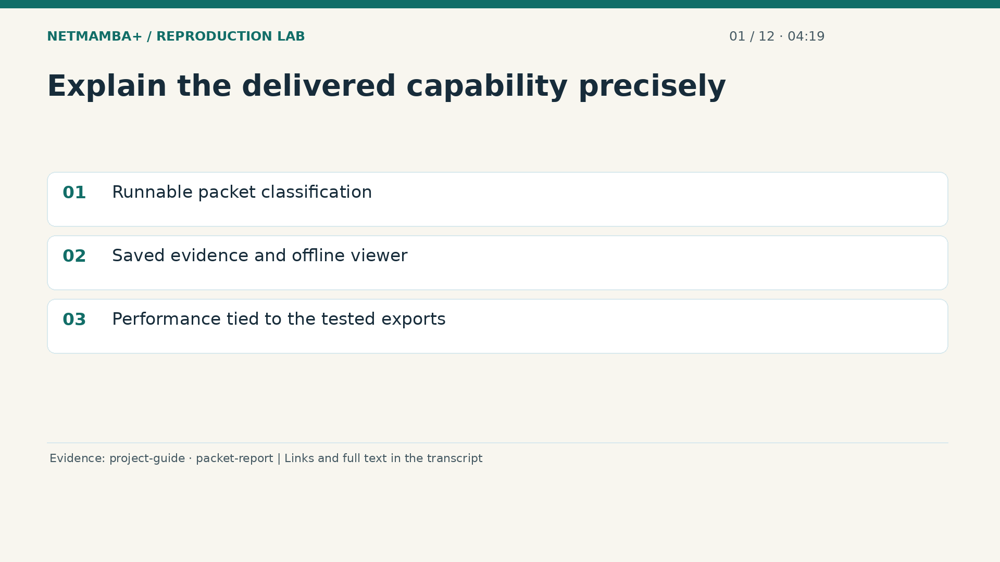 NETMAMBA+ / REPRODUCTION LAB
01 / 12 · 04:19
Explain the delivered capability precisely
01 Runnable packet classification
02 Saved evidence and offline viewer
03 Performance tied to the tested exports
Evidence: project-guide · packet-report | Links and full text in the transcript